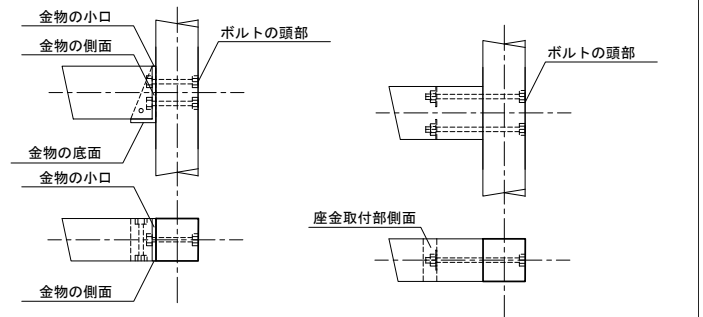 金物の小口
金物の側面
ボルトの頭部
金物の底面
金物の小口
金物の側面
ボルトの頭部
座金取付部側面